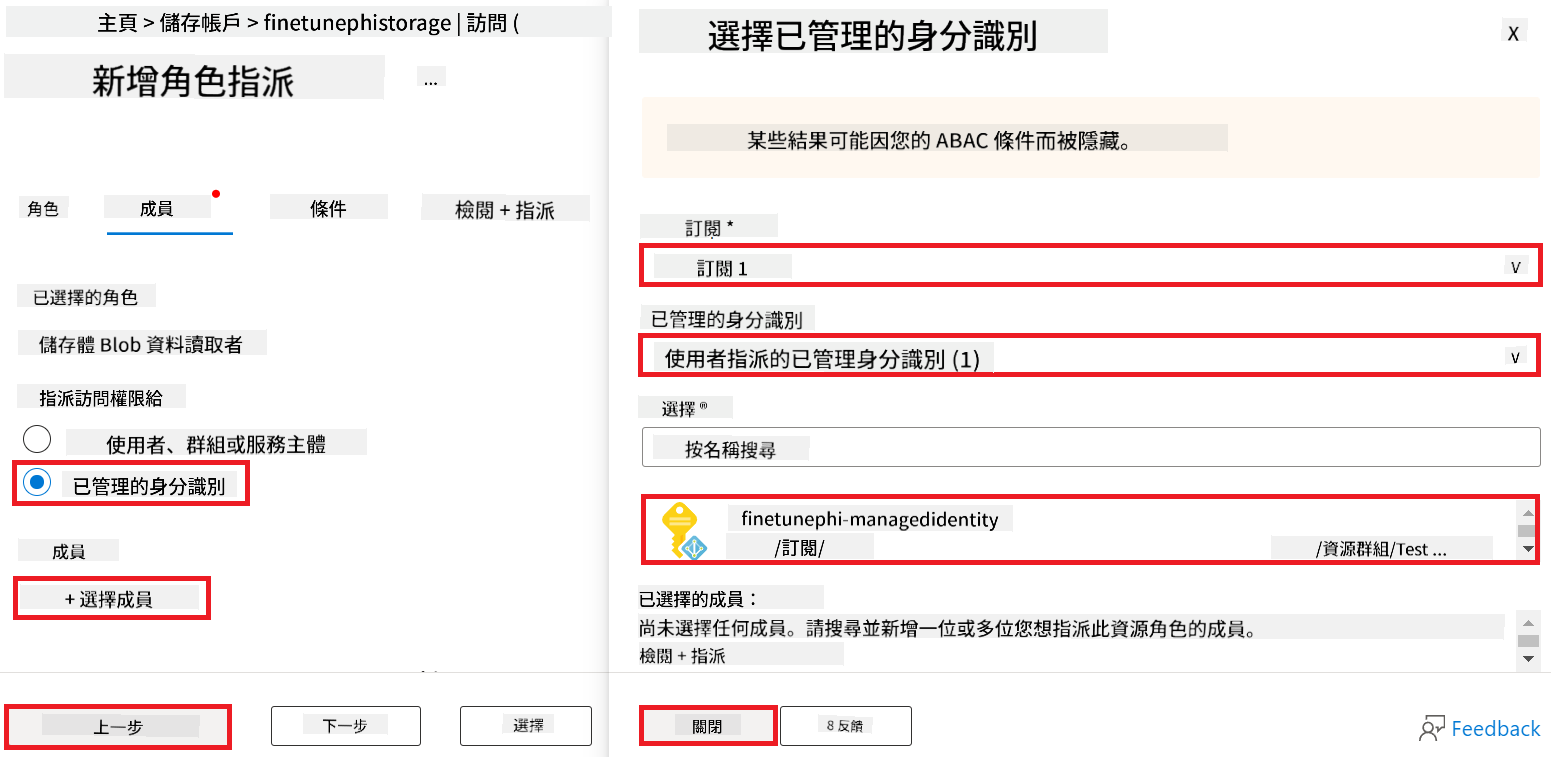 主頁 > 儲存帳戶 > finetunephistorage | 訪問 (
新增角色指派
...
角色
成員
條件
檢閱 + 指派
已選擇的角色
儲存體 Blob 資料讀取者
指派訪問權限給
使用者、群組或服務主體
已管理的身分識別
成員
+ 選擇成員
上一步
下一步
選擇
選擇已管理的身分識別
X
某些結果可能因您的 ABAC 條件而被隱藏。
訂閱 *
訂閱 1
V
已管理的身分識別
使用者指派的已管理身分識別 (1)
V
選擇 ®
按名稱搜尋
finetunephi-managedidentity
/訂閱/
/資源群組/Test ...
已選擇的成員：
尚未選擇任何成員。請搜尋並新增一位或多位您想指派此資源角色的成員。
檢閱 + 指派
關閉
8 反饋
Feedback